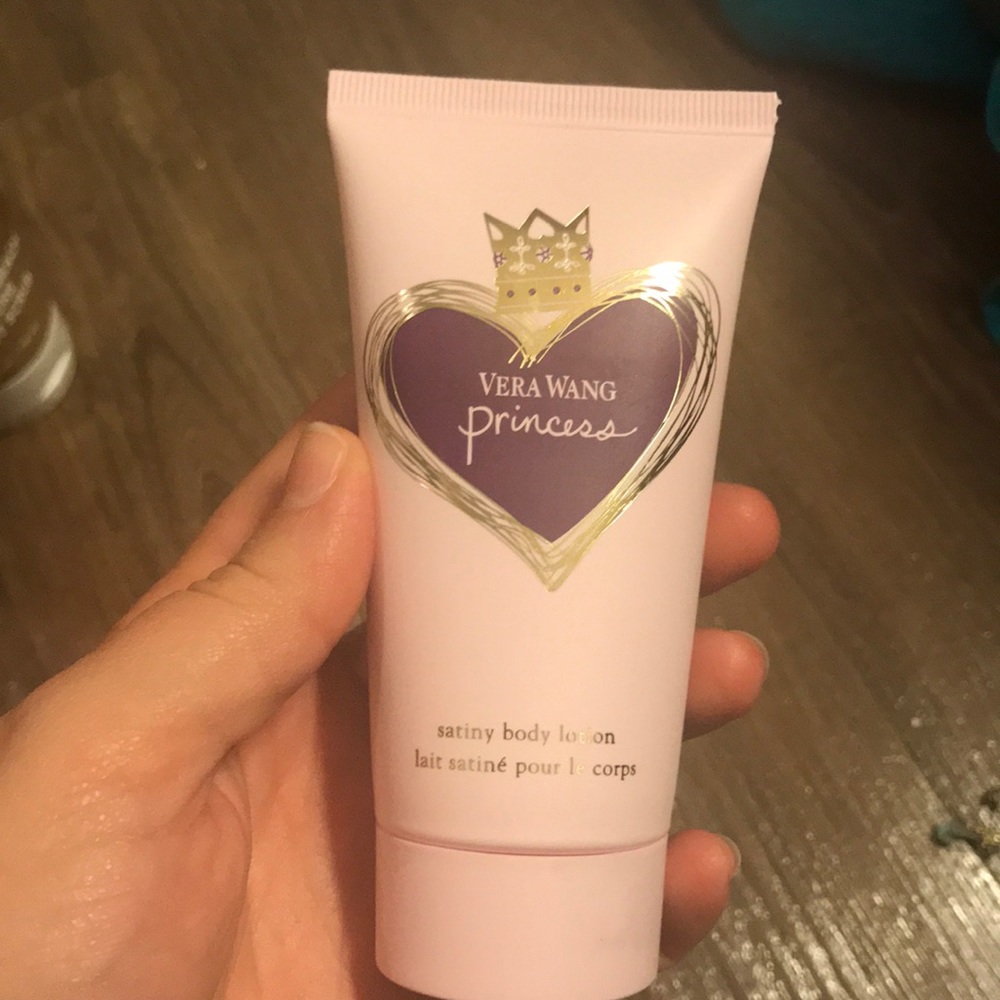 VERA WANG
princess
satiny body lotion
lait satiné pour le corps